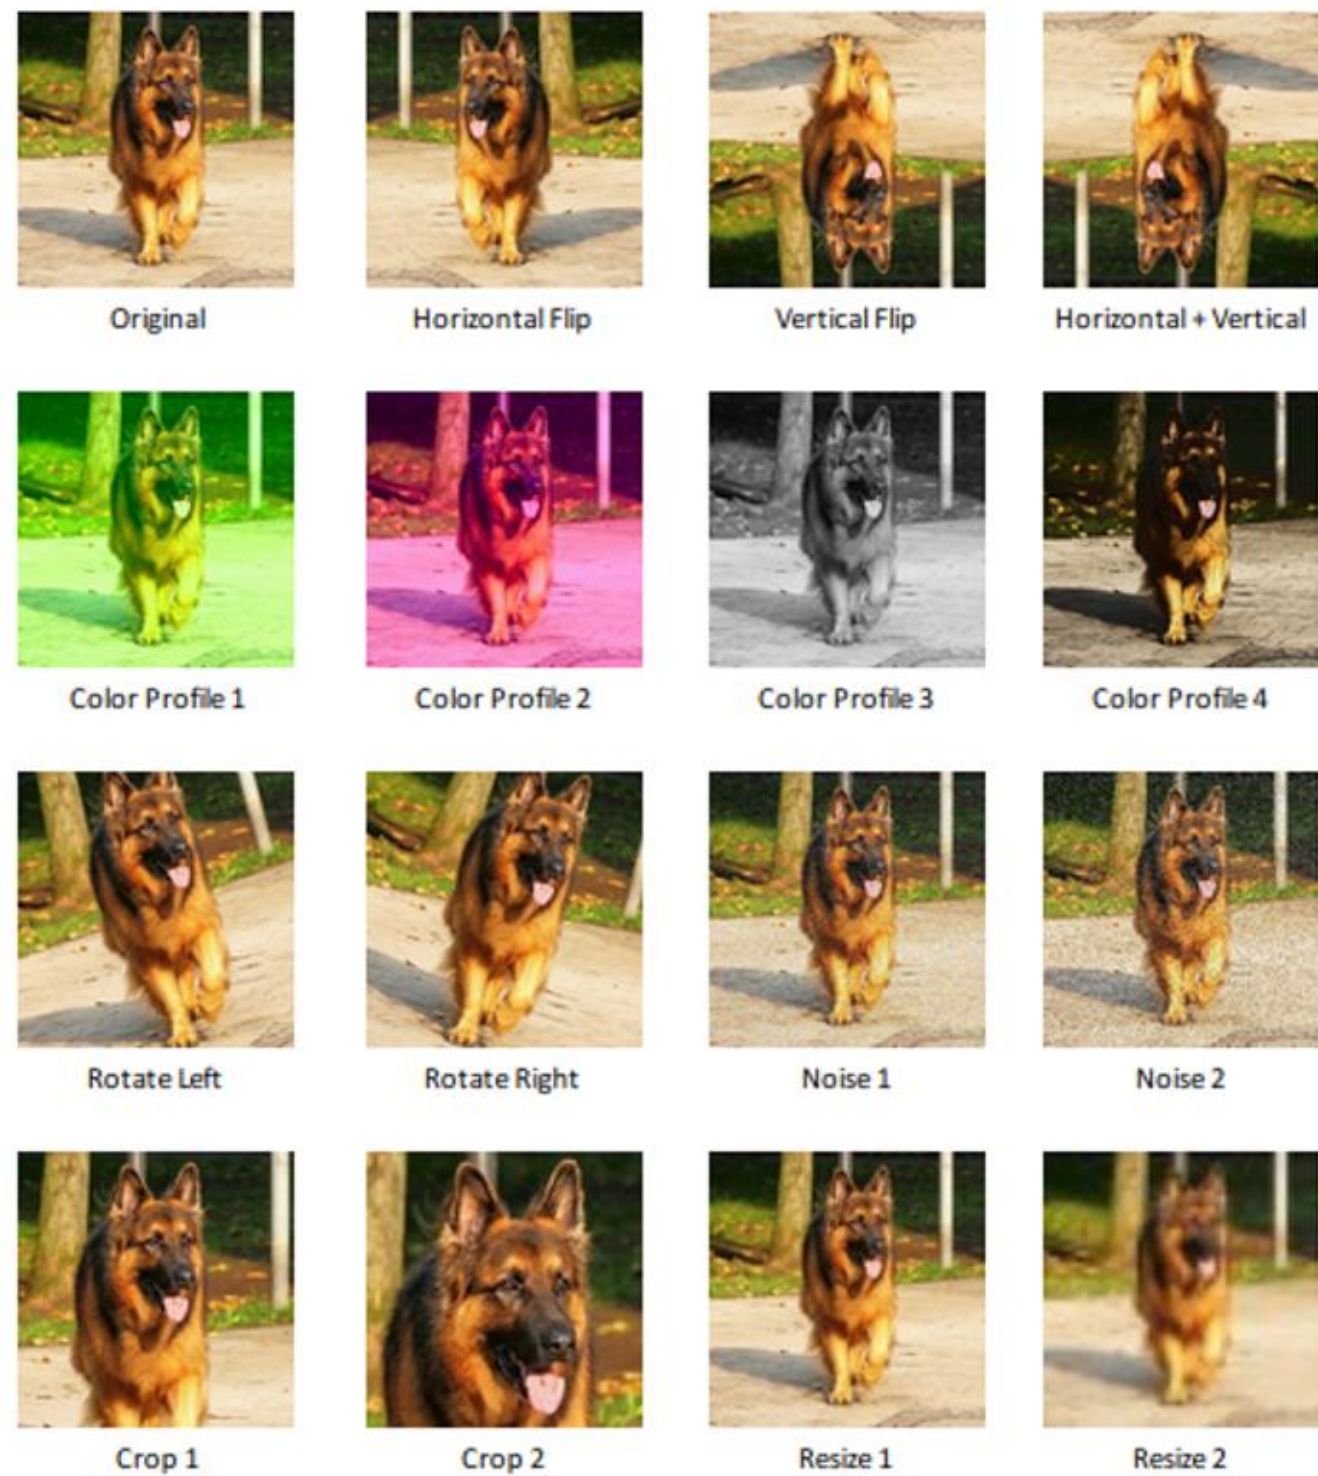 Original
Horizontal Flip
Vertical Flip
Horizontal + Vertical
Color Profile 1
Color Profile 2
Color Profile 3
Color Profile 4
Rotate Left
Rotate Right
Noise 1
Noise 2
Crop 1
Crop 2
Resize 1
Resize 2